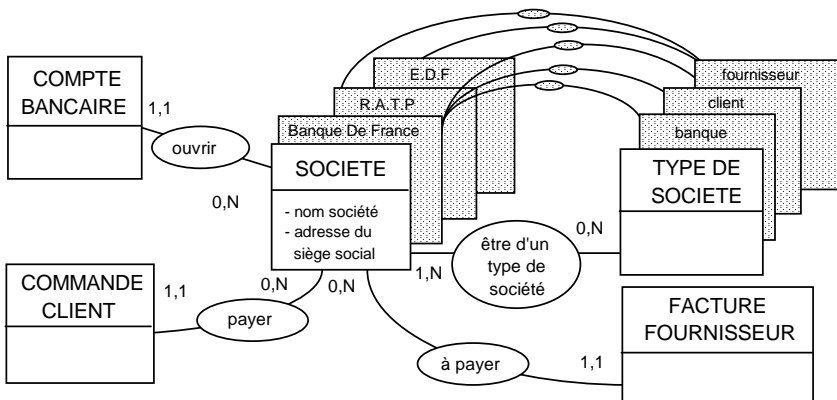 E.D.F
fournisseur
COMPTE
BANCAIRE
R.A.T.P
client
1,1
Banque De France
banque
ouvrir
SOCIETE
TYPE DE
SOCIETE
0,N
- nom société
- adresse du
siège social
être d'un
type de
société
0,N
COMMANDE
CLIENT
1,1
0,N
0,N
1,N
payer
FACTURE
FOURNISSEUR
à payer
1,1